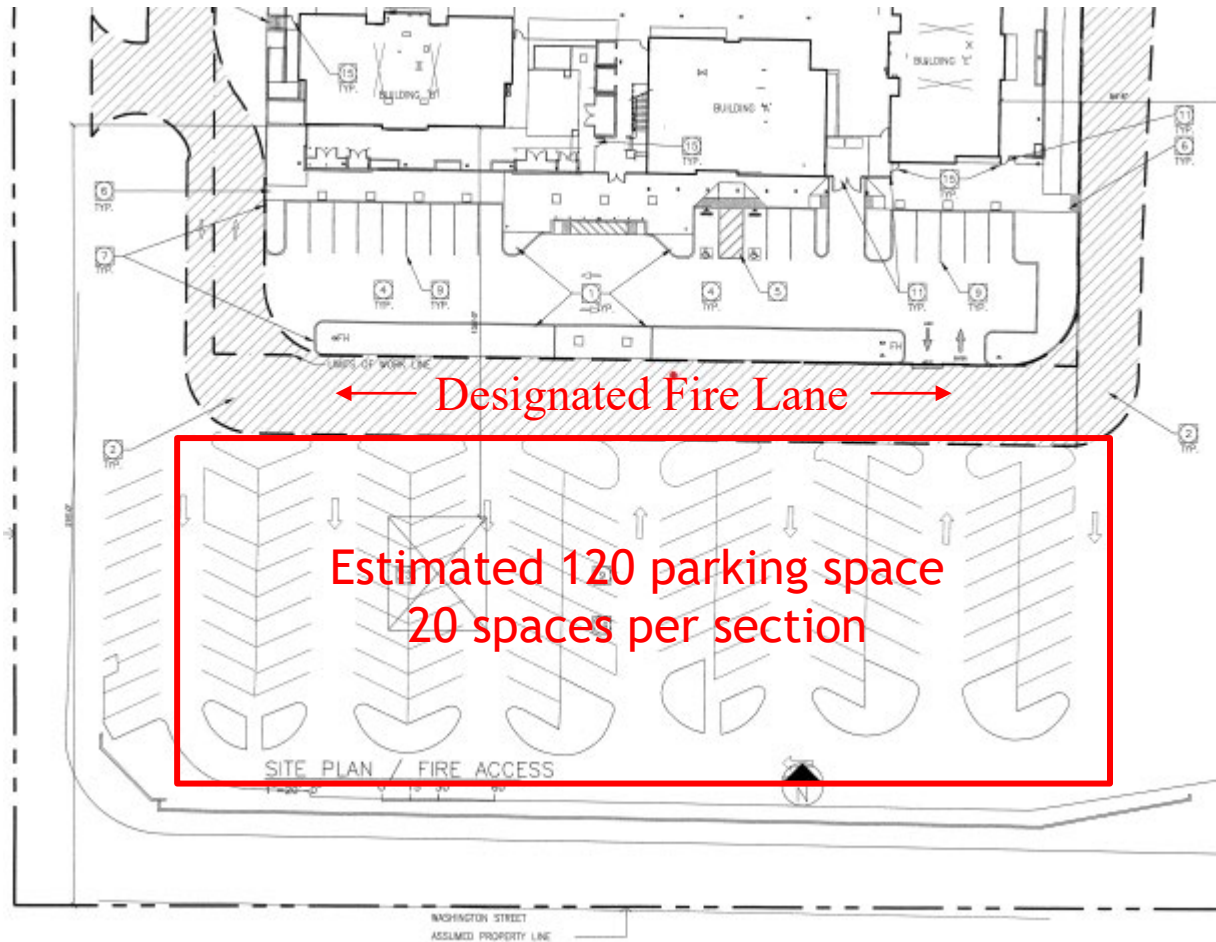 15
TYP.
BUILDING 'B'
BUILDING 'A'
BUILDING 'C'
11
TYP.
6
TYP.
15
TYP.
15
6
TYP.
7
TYP.
4
TYP.
9
TYP.
1
TYP.
4
TYP.
5
11
TYP.
9
TYP.
FH
FH
LIMITS OF WORK LINE
Designated Fire Lane
2
TYP.
2
TYP.
Estimated 120 parking space
20 spaces per section
SITE PLAN / FIRE ACCESS
N
WASHINGTON STREET
ASSUMED PROPERTY LINE